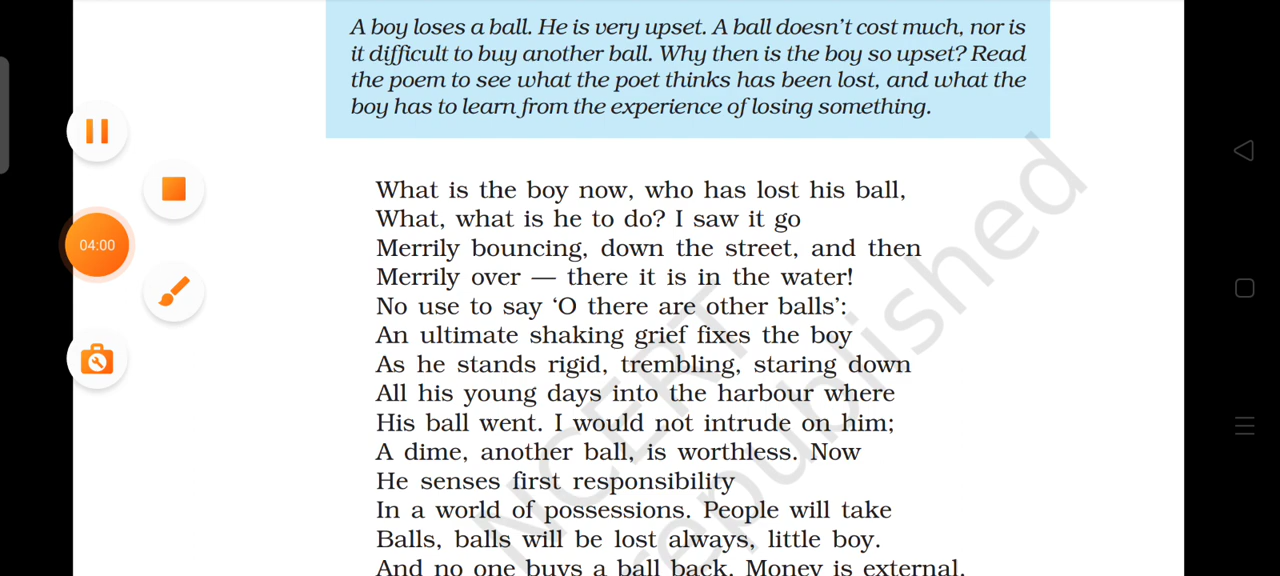 A boy loses a ball. He is very upset. A ball doesn't cost much, nor is
it difficult to buy another ball. Why then is the boy so upset? Read
the poem to see what the poet thinks has been lost, and what the
boy has to learn from the experience of losing something.
What is the boy now, who has lost his ball,
What, what is he to do? I saw it go
Merrily bouncing, down the street, and then
Merrily over — there it is in the water!
No use to say ‘O there are other balls’:
An ultimate shaking grief fixes the boy
As he stands rigid, trembling, staring down
All his young days into the harbour where
His ball went. I would not intrude on him;
A dime, another ball, is worthless. Now
He senses first responsibility
In a world of possessions. People will take
Balls, balls will be lost always, little boy.
And no one buys a ball back. Money is external.
04:00
NCERT
republished